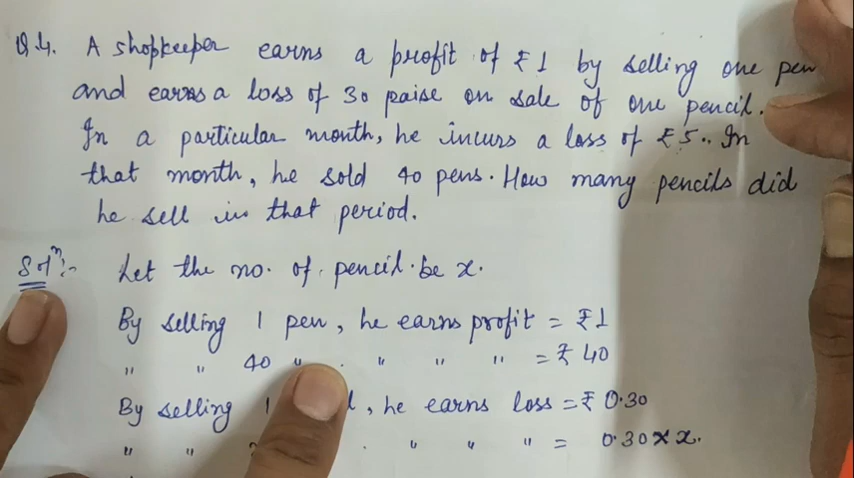 Q.4. A shopkeeper earns a profit of ₹1 by selling one pen
and earns a loss of 30 paise on sale of one pencil.
In a particular month, he incurs a loss of ₹5.. In
that month, he sold 40 pens. How many pencils did
he sell in that period.
Solⁿ:- Let the no. of pencil be x.
By selling 1 pen, he earns profit = ₹1
" " 40 " " " " = ₹ 40
By selling 1 , he earns loss = ₹ 0.30
" " " " " = 0.30 × x.